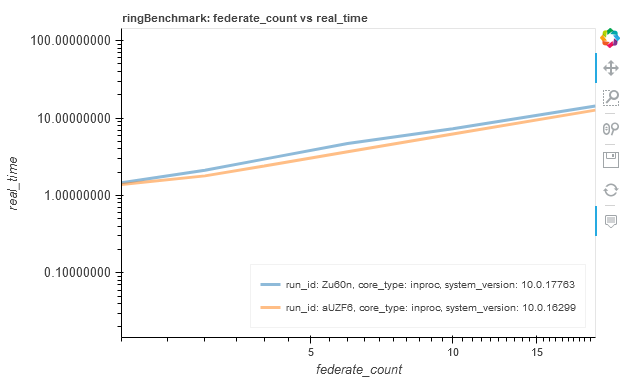 ringBenchmark: federate_count vs real_time
100.00000000
10.00000000
1.00000000
0.10000000
real_time
run_id: Zu60n, core_type: inproc, system_version: 10.0.17763
run_id: aUZF6, core_type: inproc, system_version: 10.0.16299
5 10 15
federate_count